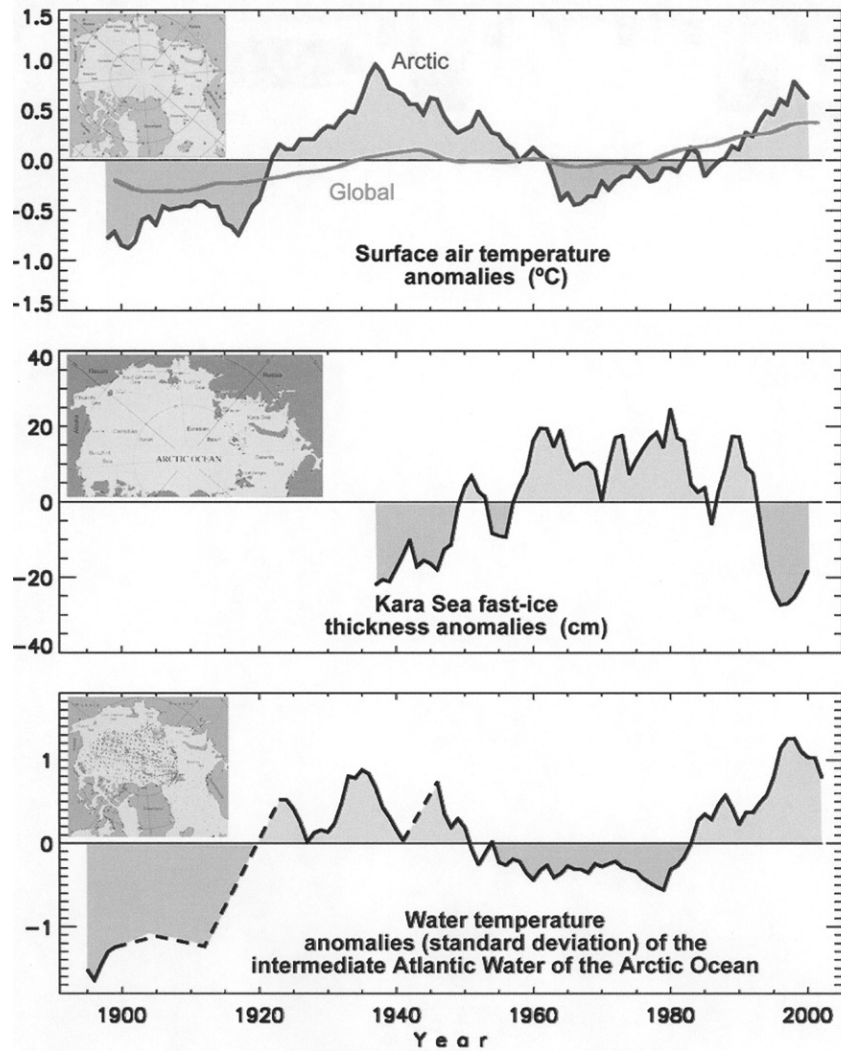 1.5
1.0
0.5
0.0
-0.5
-1.0
-1.5
Arctic
Global
Surface air temperature
anomalies (ºC)
40
20
0
-20
-40
Russia
Kara Sea
ARCTIC OCEAN
Kara Sea fast-ice
thickness anomalies (cm)
1
0
-1
Water temperature
anomalies (standard deviation) of the
intermediate Atlantic Water of the Arctic Ocean
1900 1920 1940 1960 1980 2000
Year